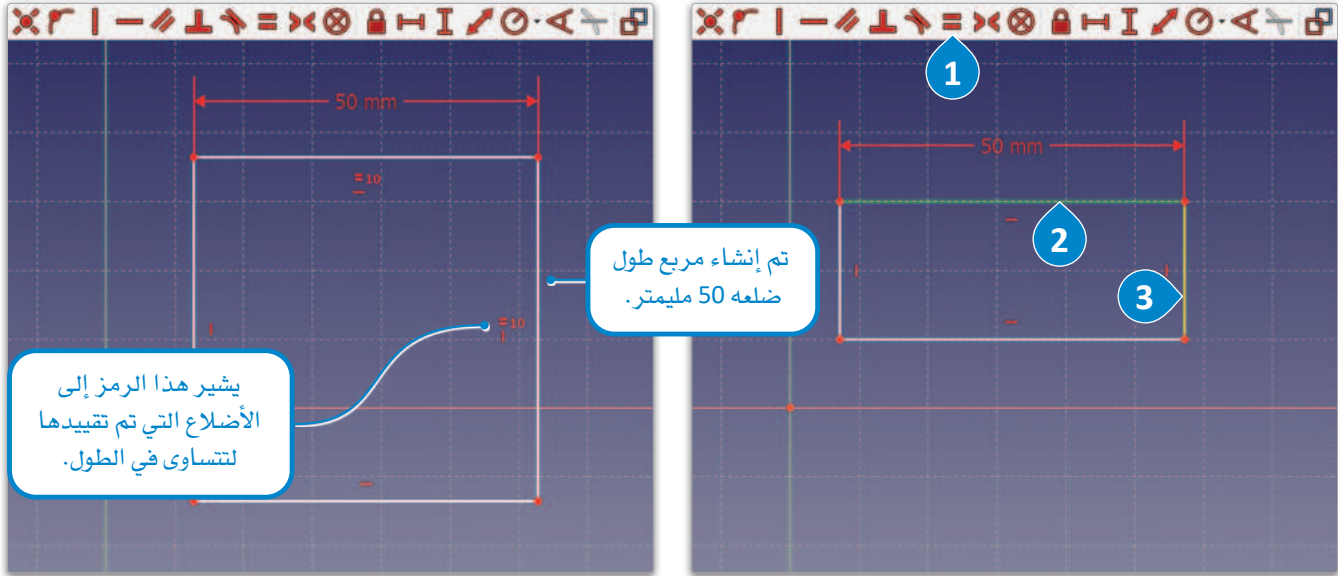 1
50 mm
2
3
50 mm
=10
=10
تم إنشاء مربع طول
ضلعه 50 مليمتر.
يشير هذا الرمز إلى
الأضلاع التي تم تقييدها
لتتساوى في الطول.